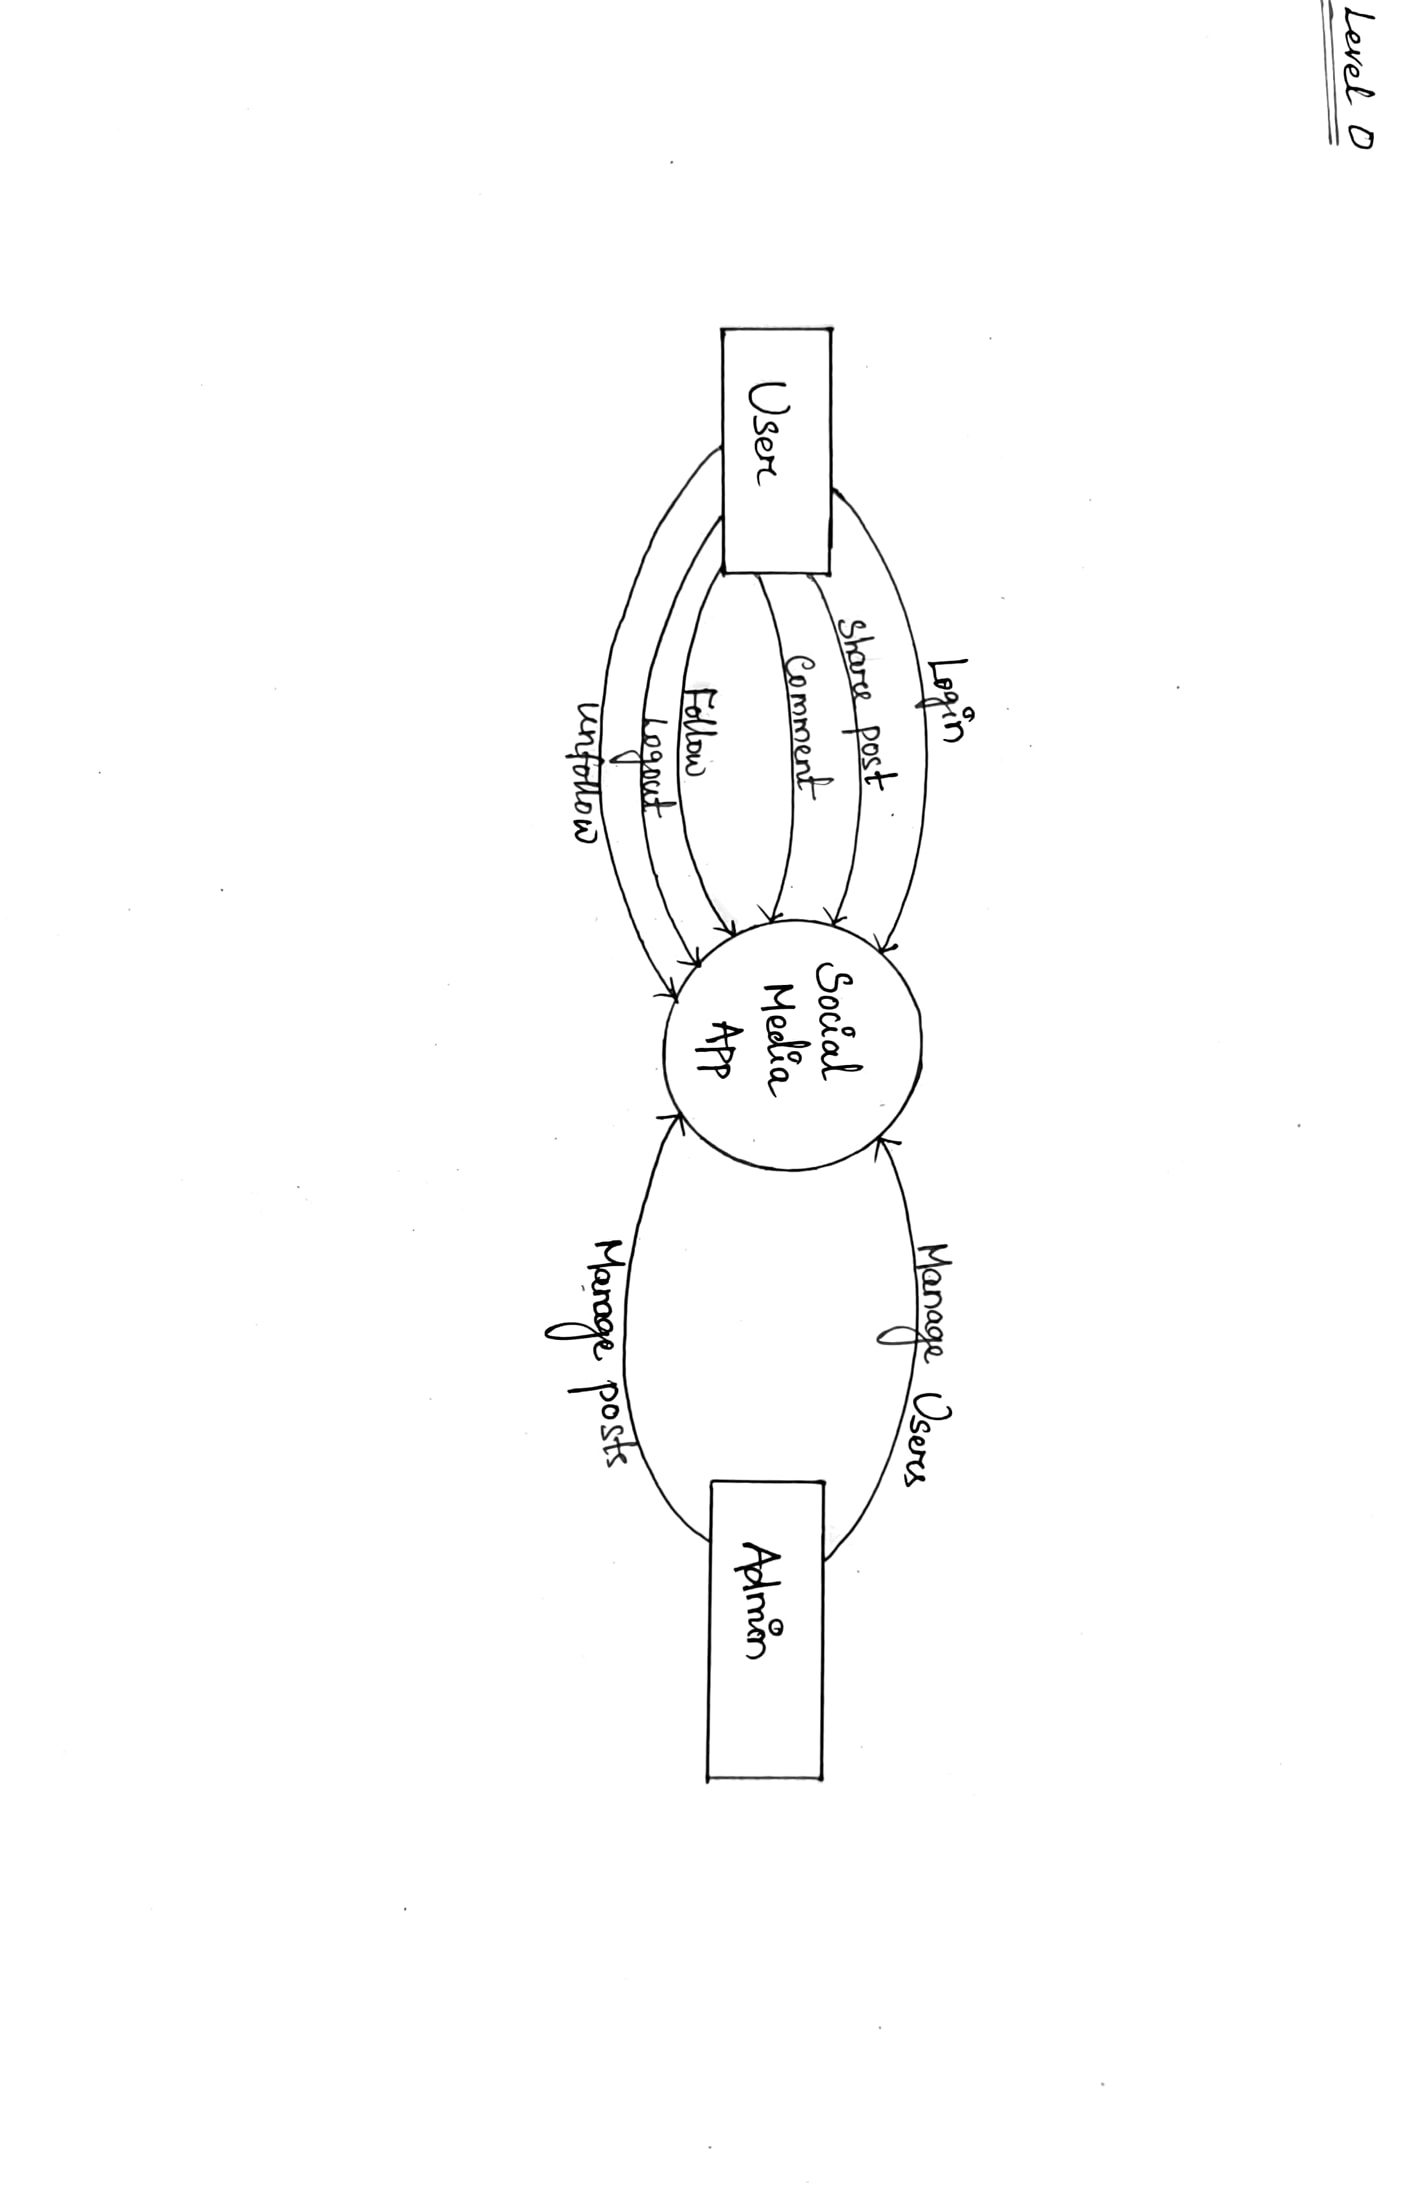 Level 0
Login
Share post
Comment
Follow
Logout
Unfollow
User
Social
Media
App
Manage Users
Manage posts
Admin